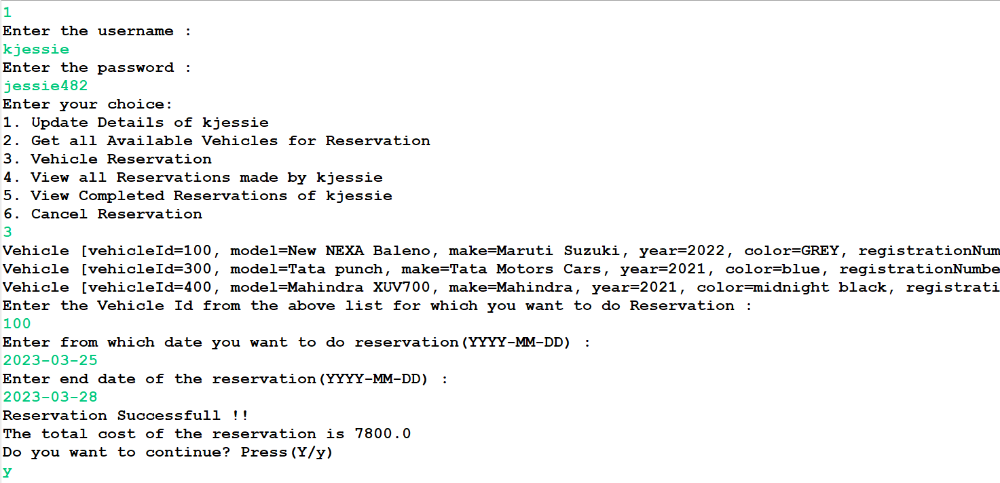 1
Enter the username :
kjessie
Enter the password :
jessie482
Enter your choice:
1. Update Details of kjessie
2. Get all Available Vehicles for Reservation
3. Vehicle Reservation
4. View all Reservations made by kjessie
5. View Completed Reservations of kjessie
6. Cancel Reservation
3
Vehicle [vehicleId=100, model=New NEXA Baleno, make=Maruti Suzuki, year=2022, color=GREY, registrationNum
Vehicle [vehicleId=300, model=Tata punch, make=Tata Motors Cars, year=2021, color=blue, registrationNumbe
Vehicle [vehicleId=400, model=Mahindra XUV700, make=Mahindra, year=2021, color=midnight black, registrati
Enter the Vehicle Id from the above list for which you want to do Reservation :
100
Enter from which date you want to do reservation(YYYY-MM-DD) :
2023-03-25
Enter end date of the reservation(YYYY-MM-DD) :
2023-03-28
Reservation Successfull !!
The total cost of the reservation is 7800.0
Do you want to continue? Press(Y/y)
y